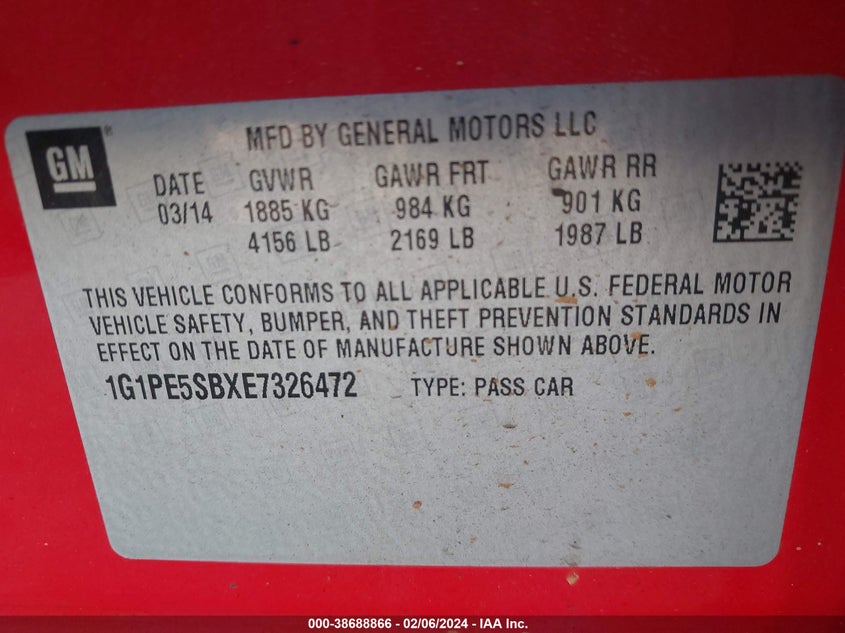 MFD BY GENERAL MOTORS LLC
GM®
DATE GVWR GAWR FRT GAWR RR
03/14 1885 KG 984 KG 901 KG
4156 LB 2169 LB 1987 LB
THIS VEHICLE CONFORMS TO ALL APPLICABLE U.S. FEDERAL MOTOR
VEHICLE SAFETY, BUMPER, AND THEFT PREVENTION STANDARDS IN
EFFECT ON THE DATE OF MANUFACTURE SHOWN ABOVE.
1G1PE5SBXE7326472 TYPE: PASS CAR
000-38688866 - 02/06/2024 - IAA Inc.